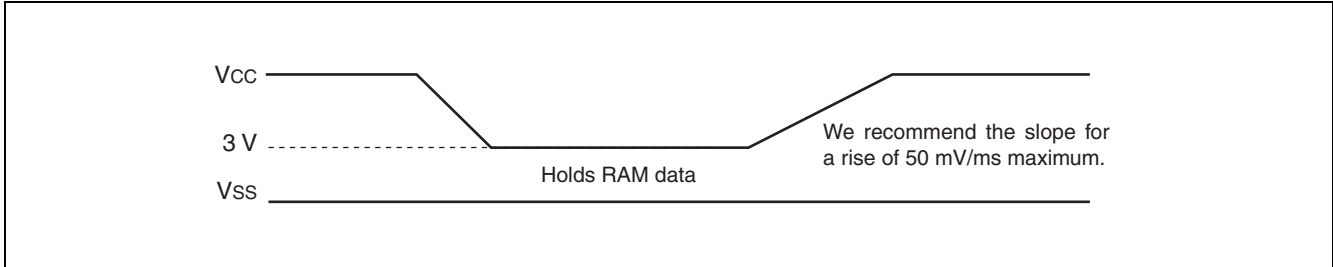 VCC
3 V
We recommend the slope for
a rise of 50 mV/ms maximum.
Holds RAM data
VSS